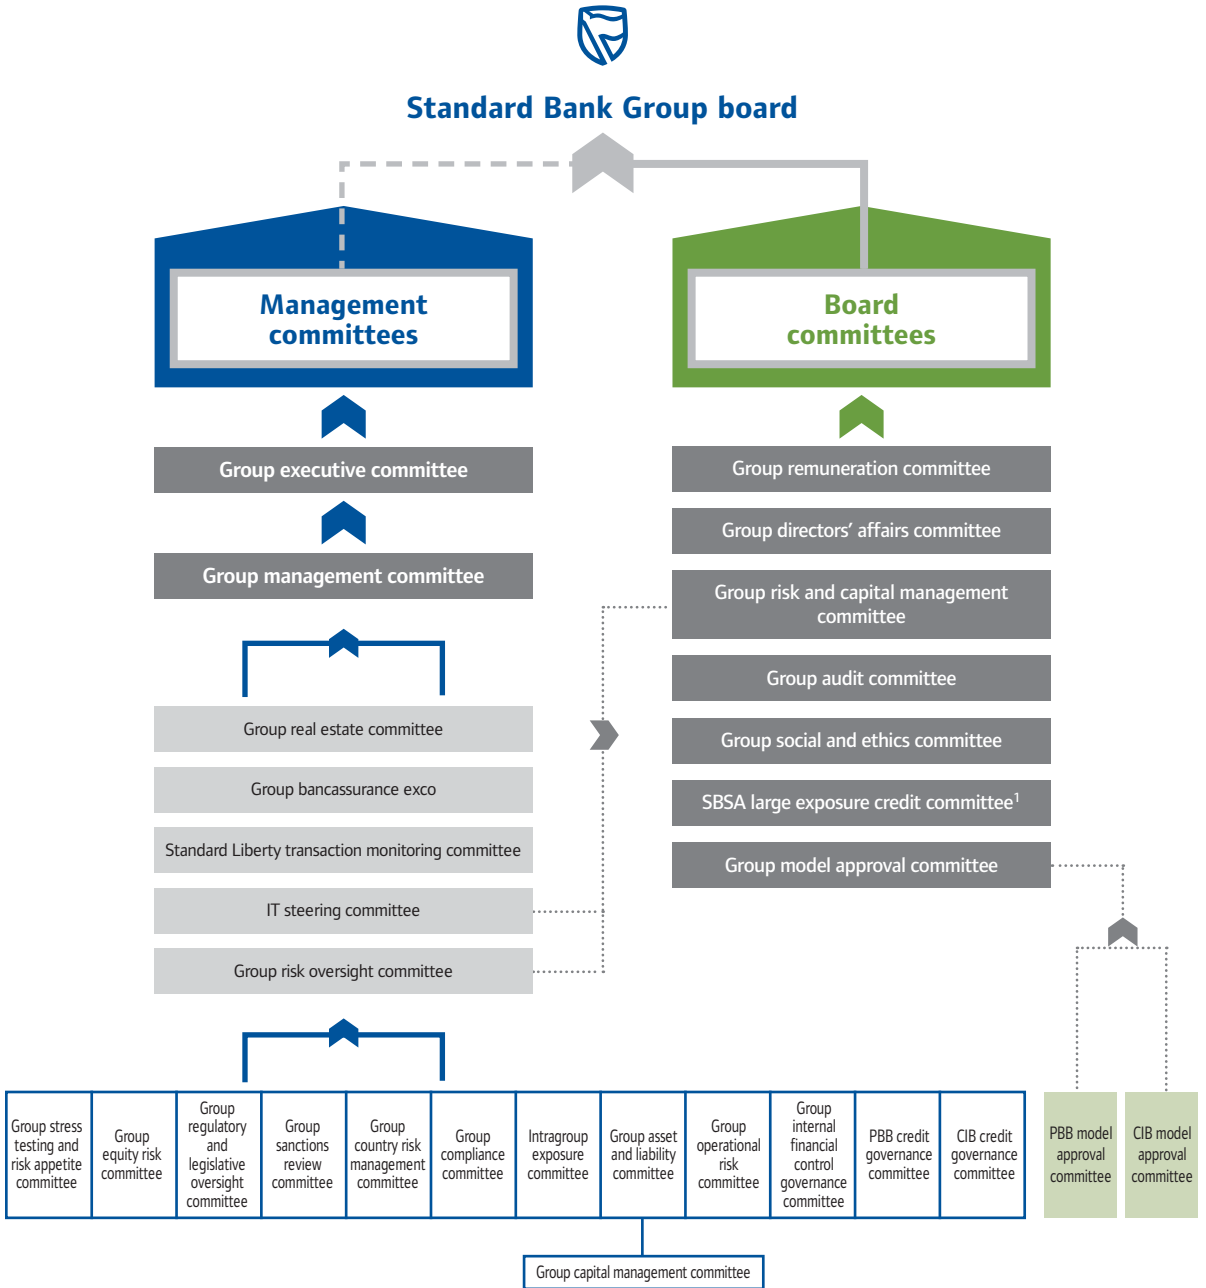 Standard Bank Group board
Management
committees
Board
committees
Group executive committee
Group management committee
Group real estate committee
Group bancassurance exco
Standard Liberty transaction monitoring committee
IT steering committee
Group risk oversight committee
Group remuneration committee
Group directors’ affairs committee
Group risk and capital management
committee
Group audit committee
Group social and ethics committee
SBSA large exposure credit committee1
Group model approval committee
Group stress
testing and
risk appetite
committee
Group
equity risk
committee
Group
regulatory
and
legislative
oversight
committee
Group
sanctions
review
committee
Group
country risk
management
committee
Group
compliance
committee
Intragroup
exposure
committee
Group asset
and liability
committee
Group
operational
risk
committee
Group
internal
financial
control
governance
committee
PBB credit
governance
committee
CIB credit
governance
committee
PBB model
approval
committee
CIB model
approval
committee
Group capital management committee